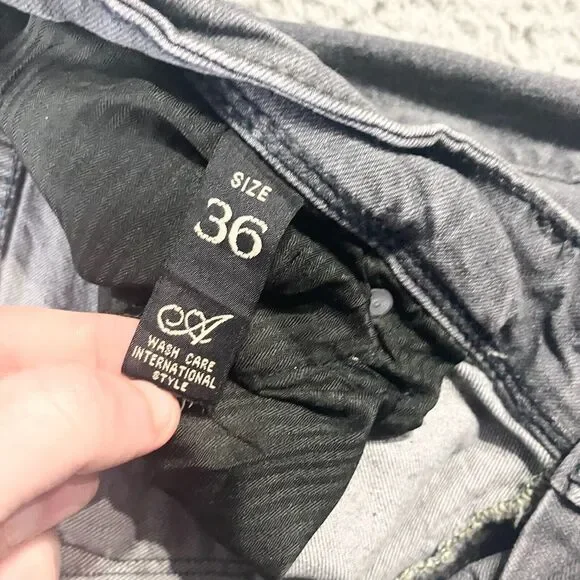 SIZE
36
A
WASH CARE
INTERNATIONAL
STYLE